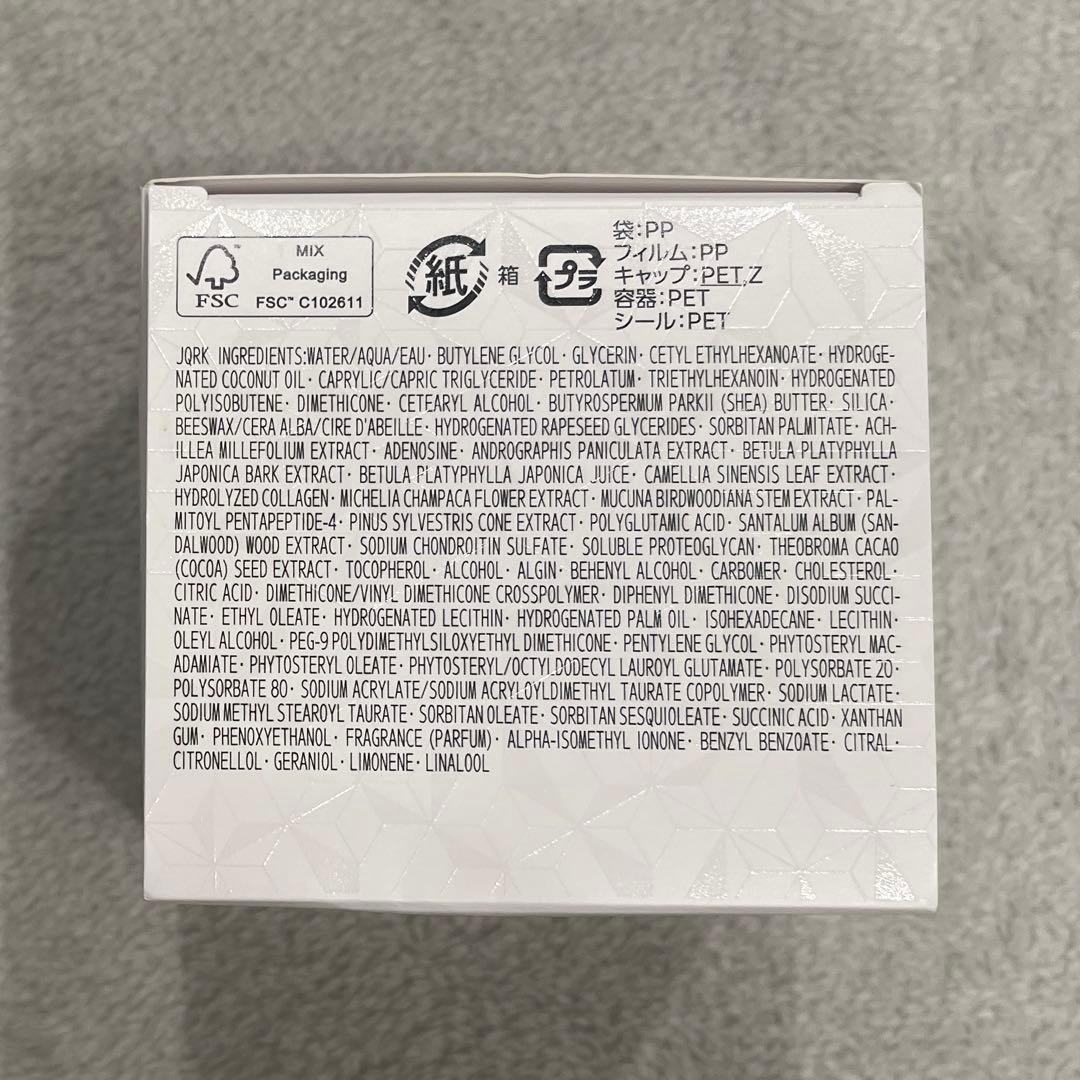 FSC™
MIX
Packaging
FSC™ C102611
紙
箱
プラ
袋:PP
フィルム:PP
キャップ:PET,Z
容器:PET
シール:PET
JQRK INGREDIENTS:WATER/AQUA/EAU・BUTYLENE GLYCOL・GLYCERIN・CETYL ETHYLHEXANOATE・HYDROGE-
NATED COCONUT OIL・CAPRYLIC/CAPRIC TRIGLYCERIDE・PETROLATUM・TRIETHYLHEXANOIN・HYDROGENATED
POLYISOBUTENE・DIMETHICONE・CETEARYL ALCOHOL・BUTYROSPERMUM PARKII (SHEA) BUTTER・SILICA・
BEESWAX/CERA ALBA/CIRE D'ABEILLE・HYDROGENATED RAPESEED GLYCERIDES・SORBITAN PALMITATE・ACH-
ILLEA MILLEFOLIUM EXTRACT・ADENOSINE・ANDROGRAPHIS PANICULATA EXTRACT・BETULA PLATYPHYLLA
JAPONICA BARK EXTRACT・BETULA PLATYPHYLLA JAPONICA JUICE・CAMELLIA SINENSIS LEAF EXTRACT・
HYDROLYZED COLLAGEN・MICHELIA CHAMPACA FLOWER EXTRACT・MUCUNA BIRDWOODIANA STEM EXTRACT・PAL-
MITOYL PENTAPEPTIDE-4・PINUS SYLVESTRIS CONE EXTRACT・POLYGLUTAMIC ACID・SANTALUM ALBUM (SAN-
DALWOOD) WOOD EXTRACT・SODIUM CHONDROITIN SULFATE・SOLUBLE PROTEOGLYCAN・THEOBROMA CACAO
(COCOA) SEED EXTRACT・TOCOPHEROL・ALCOHOL・ALGIN・BEHENYL ALCOHOL・CARBOMER・CHOLESTEROL・
CITRIC ACID・DIMETHICONE/VINYL DIMETHICONE CROSSPOLYMER・DIPHENYL DIMETHICONE・DISODIUM SUCCI-
NATE・ETHYL OLEATE・HYDROGENATED LECITHIN・HYDROGENATED PALM OIL・ISOHEXADECANE・LECITHIN・
OLEYL ALCOHOL・PEG-9 POLYDIMETHYLSILOXYETHYL DIMETHICONE・PENTYLENE GLYCOL・PHYTOSTERYL MAC-
ADAMIATE・PHYTOSTERYL OLEATE・PHYTOSTERYL/OCTYLDODECYL LAUROYL GLUTAMATE・POLYSORBATE 20・
POLYSORBATE 80・SODIUM ACRYLATE/SODIUM ACRYLOYLDIMETHYL TAURATE COPOLYMER・SODIUM LACTATE・
SODIUM METHYL STEAROYL TAURATE・SORBITAN OLEATE・SORBITAN SESQUIOLEATE・SUCCINIC ACID・XANTHAN
GUM・PHENOXYETHANOL・FRAGRANCE (PARFUM)・ALPHA-ISOMETHYL IONONE・BENZYL BENZOATE・CITRAL・
CITRONELLOL・GERANIOL・LIMONENE・LINALOOL